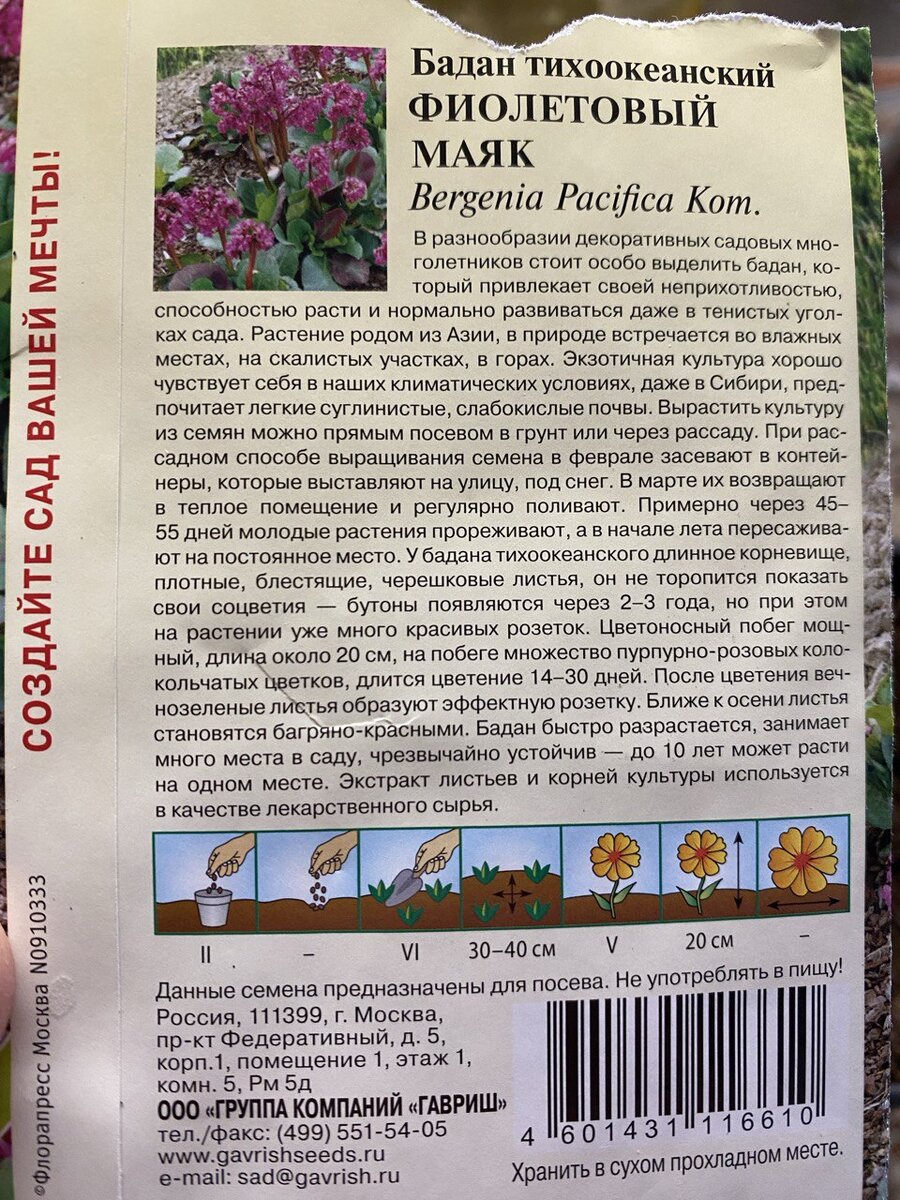 Бадан тихоокеанский
ФИОЛЕТОВЫЙ
МАЯК
Bergenia Pacifica Kom.
В разнообразии декоративных садовых мно-
голетников стоит особо выделить бадан, ко-
торый привлекает своей неприхотливостью,
способностью расти и нормально развиваться даже в тенистых угол-
ках сада. Растение родом из Азии, в природе встречается во влажных
местах, на скалистых участках, в горах. Экзотичная культура хорошо
чувствует себя в наших климатических условиях, даже в Сибири, пред-
почитает легкие суглинистые, слабокислые почвы. Вырастить культуру
из семян можно прямым посевом в грунт или через рассаду. При рас-
садном способе выращивания семена в феврале засевают в контей-
неры, которые выставляют на улицу, под снег. В марте их возвращают
в теплое помещение и регулярно поливают. Примерно через 45–
55 дней молодые растения прореживают, а в начале лета пересажива-
ют на постоянное место. У бадана тихоокеанского длинное корневище,
плотные, блестящие, черешковые листья, он не торопится показать
свои соцветия — бутоны появляются через 2–3 года, но при этом
на растении уже много красивых розеток. Цветоносный побег мощ-
ный, длина около 20 см, на побеге множество пурпурно-розовых коло-
кольчатых цветков, длится цветение 14–30 дней. После цветения веч-
нозеленые листья образуют эффектную розетку. Ближе к осени листья
становятся багряно-красными. Бадан быстро разрастается, занимает
много места в саду, чрезвычайно устойчив — до 10 лет может расти
на одном месте. Экстракт листьев и корней культуры используется
в качестве лекарственного сырья.
II – VI 30–40 см V 20 см –
Данные семена предназначены для посева. Не употреблять в пищу!
Россия, 111399, г. Москва,
пр-кт Федеративный, д. 5,
корп.1, помещение 1, этаж 1,
комн. 5, Рм 5д
ООО «ГРУППА КОМПАНИЙ «ГАВРИШ»
тел./факс: (499) 551-54-05
www.gavrishseeds.ru
e-mail: sad@gavrish.ru
4 601431 116610
Хранить в сухом прохладном месте.
СОЗДАЙТЕ САД ВАШЕЙ МЕЧТЫ!
©Флорапресс Москва N0910333